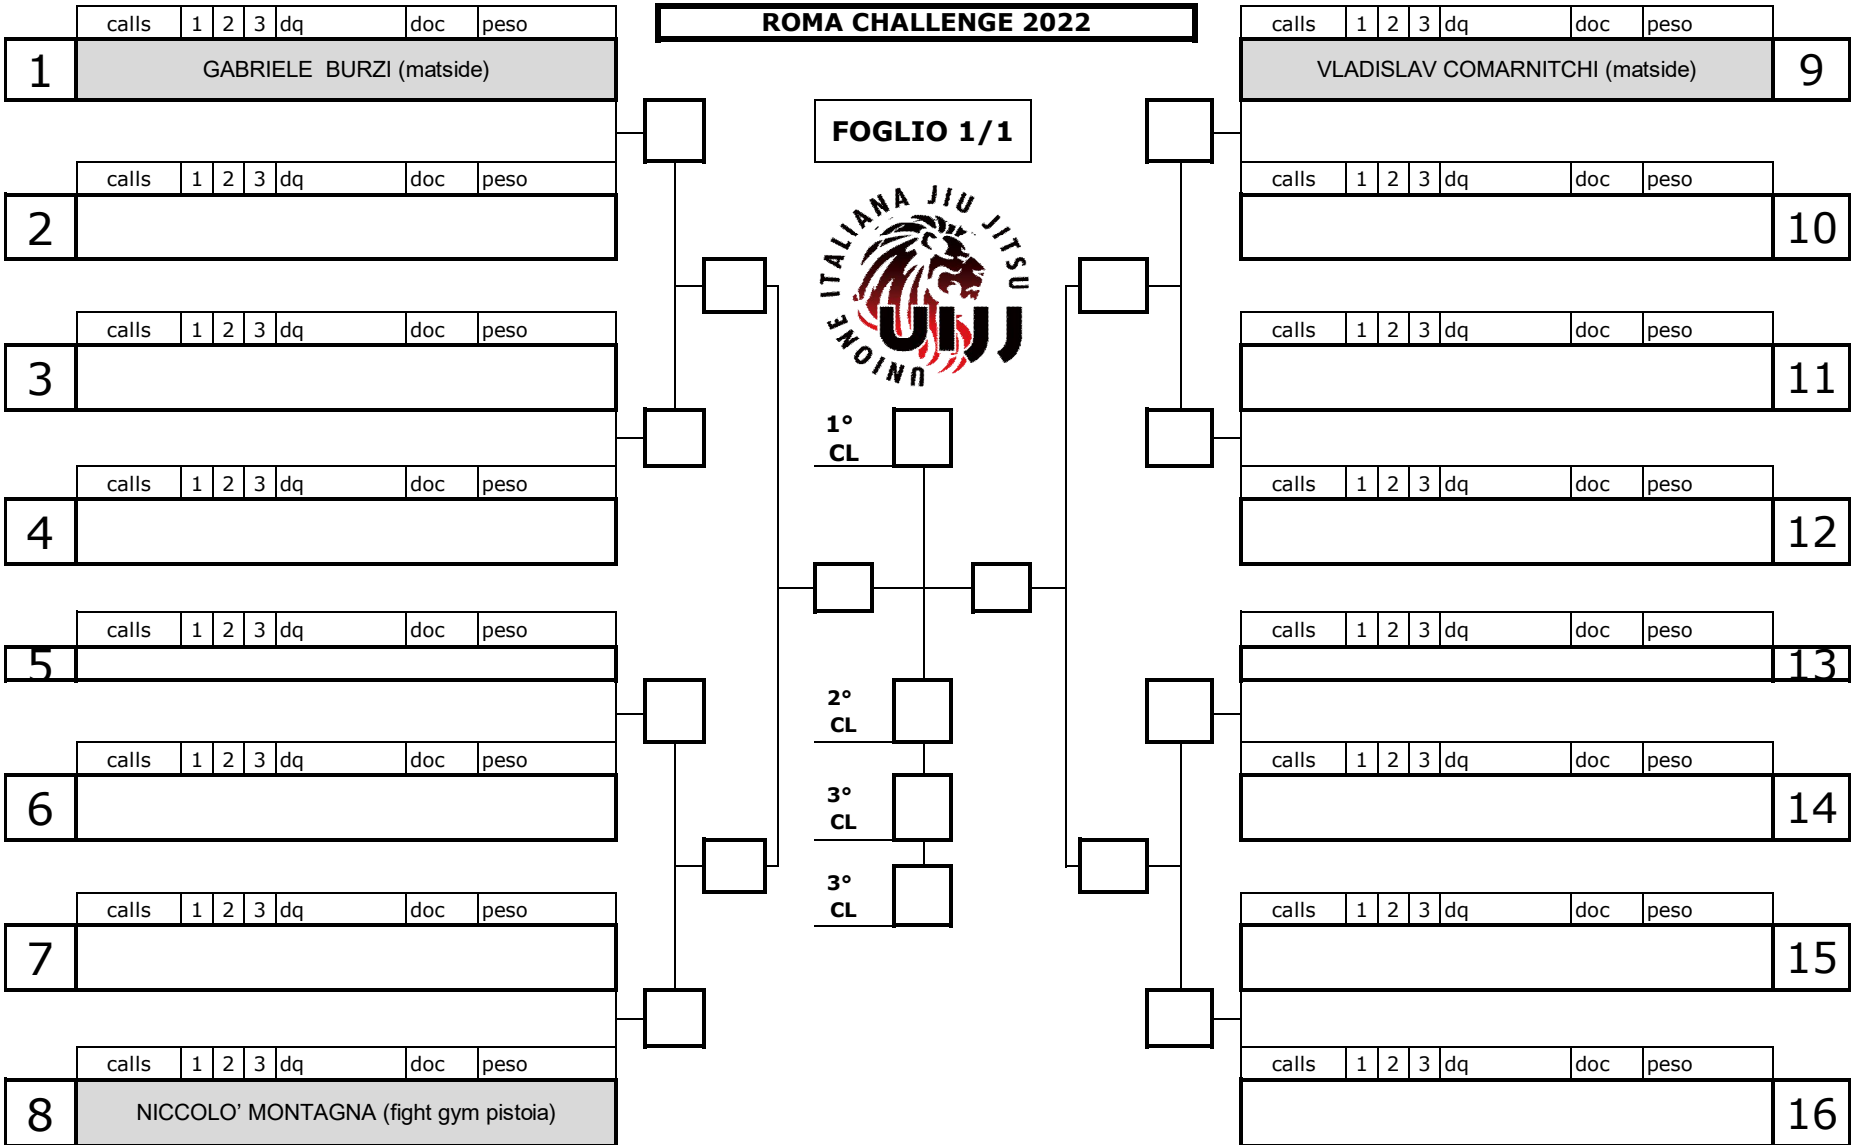 calls 1 2 3 dq doc peso
1 GABRIELE BURZI (matside)
calls 1 2 3 dq doc peso
2
calls 1 2 3 dq doc peso
3
calls 1 2 3 dq doc peso
4
calls 1 2 3 dq doc peso
5
calls 1 2 3 dq doc peso
6
calls 1 2 3 dq doc peso
7
calls 1 2 3 dq doc peso
8 NICCOLO’ MONTAGNA (fight gym pistoia)
ROMA CHALLENGE 2022
FOGLIO 1/1
UNIONE ITALIANA JIU JITSU
UIJJ
1°
CL
2°
CL
3°
CL
3°
CL
calls 1 2 3 dq doc peso
VLADISLAV COMARNITCHI (matside) 9
calls 1 2 3 dq doc peso
10
calls 1 2 3 dq doc peso
11
calls 1 2 3 dq doc peso
12
calls 1 2 3 dq doc peso
13
calls 1 2 3 dq doc peso
14
calls 1 2 3 dq doc peso
15
calls 1 2 3 dq doc peso
16